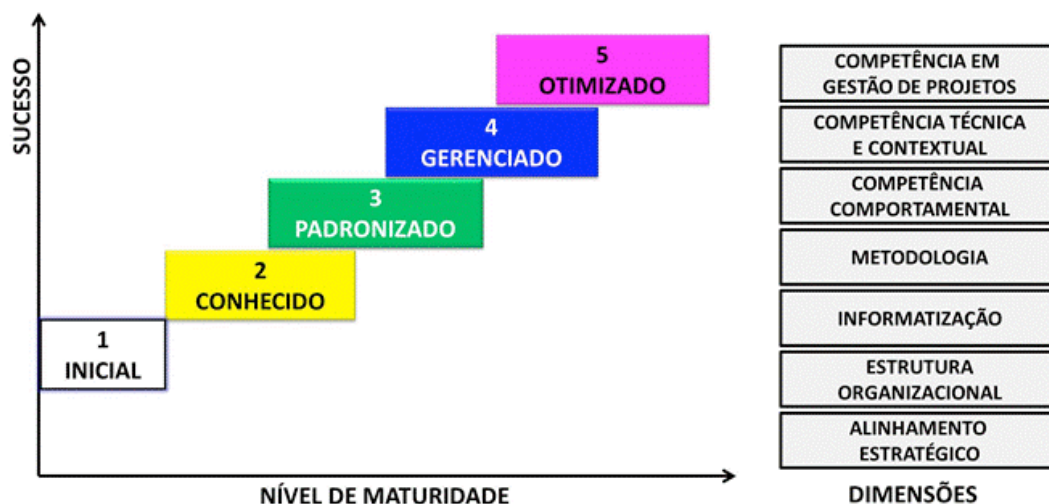 SUCESSO
5
OTIMIZADO
4
GERENCIADO
3
PADRONIZADO
2
CONHECIDO
1
INICIAL
NÍVEL DE MATURIDADE
COMPETÊNCIA EM
GESTÃO DE PROJETOS
COMPETÊNCIA TÉCNICA
E CONTEXTUAL
COMPETÊNCIA
COMPORTAMENTAL
METODOLOGIA
INFORMATIZAÇÃO
ESTRUTURA
ORGANIZACIONAL
ALINHAMENTO
ESTRATÉGICO
DIMENSÕES